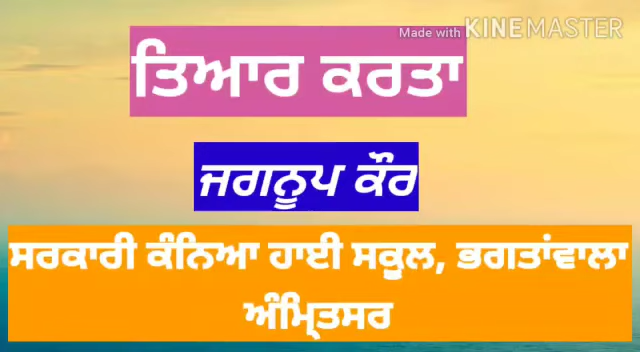 Made with KINEMASTER
ਤਿਆਰ ਕਰਤਾ
ਜਗਨੂਪ ਕੌਰ
ਸਰਕਾਰੀ ਕੰਨਿਆ ਹਾਈ ਸਕੂਲ, ਭਗਤਾਂਵਾਲਾ
ਅੰਮ੍ਰਿਤਸਰ